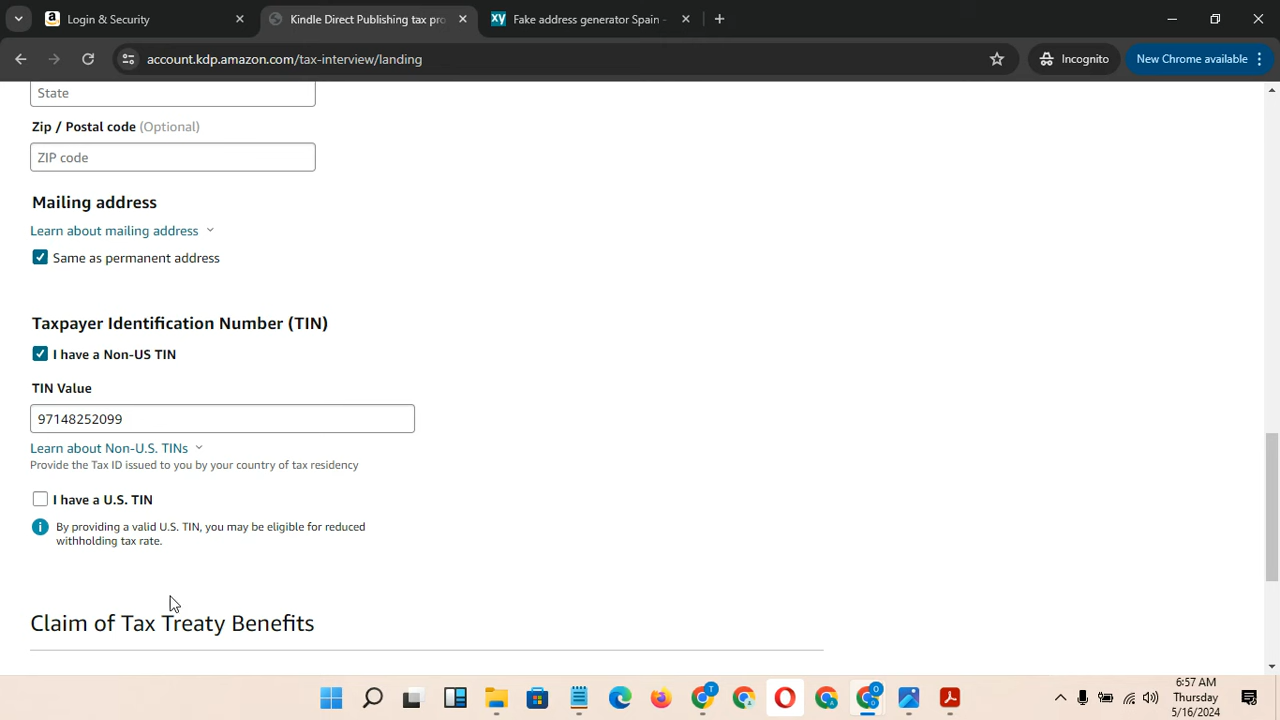 Login & Security
Kindle Direct Publishing tax pro
Fake address generator Spain -
account.kdp.amazon.com/tax-interview/landing
Incognito
New Chrome available
State
Zip / Postal code (Optional)
ZIP code
Mailing address
Learn about mailing address
Same as permanent address
Taxpayer Identification Number (TIN)
I have a Non-US TIN
TIN Value
97148252099
Learn about Non-U.S. TINs
Provide the Tax ID issued to you by your country of tax residency
I have a U.S. TIN
By providing a valid U.S. TIN, you may be eligible for reduced
withholding tax rate.
Claim of Tax Treaty Benefits
6:57 AM
Thursday
5/16/2024